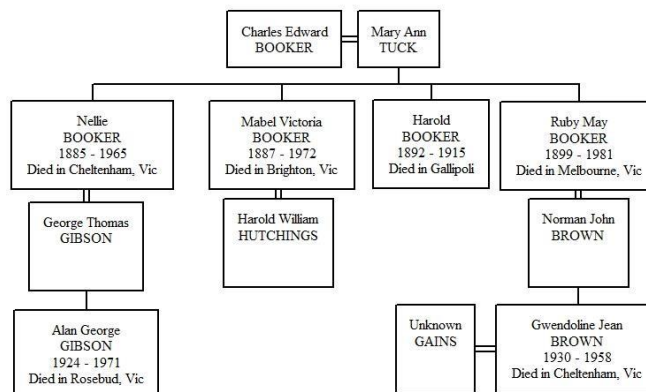 Charles Edward
BOOKER
Mary Ann
TUCK
Nellie
BOOKER
1885 - 1965
Died in Cheltenham, Vic
Mabel Victoria
BOOKER
1887 - 1972
Died in Brighton, Vic
Harold
BOOKER
1892 - 1915
Died in Gallipoli
Ruby May
BOOKER
1899 - 1981
Died in Melbourne, Vic
George Thomas
GIBSON
Harold William
HUTCHINGS
Norman John
BROWN
Alan George
GIBSON
1924 - 1971
Died in Rosebud, Vic
Unknown
GAINS
Gwendoline Jean
BROWN
1930 - 1958
Died in Cheltenham, Vic